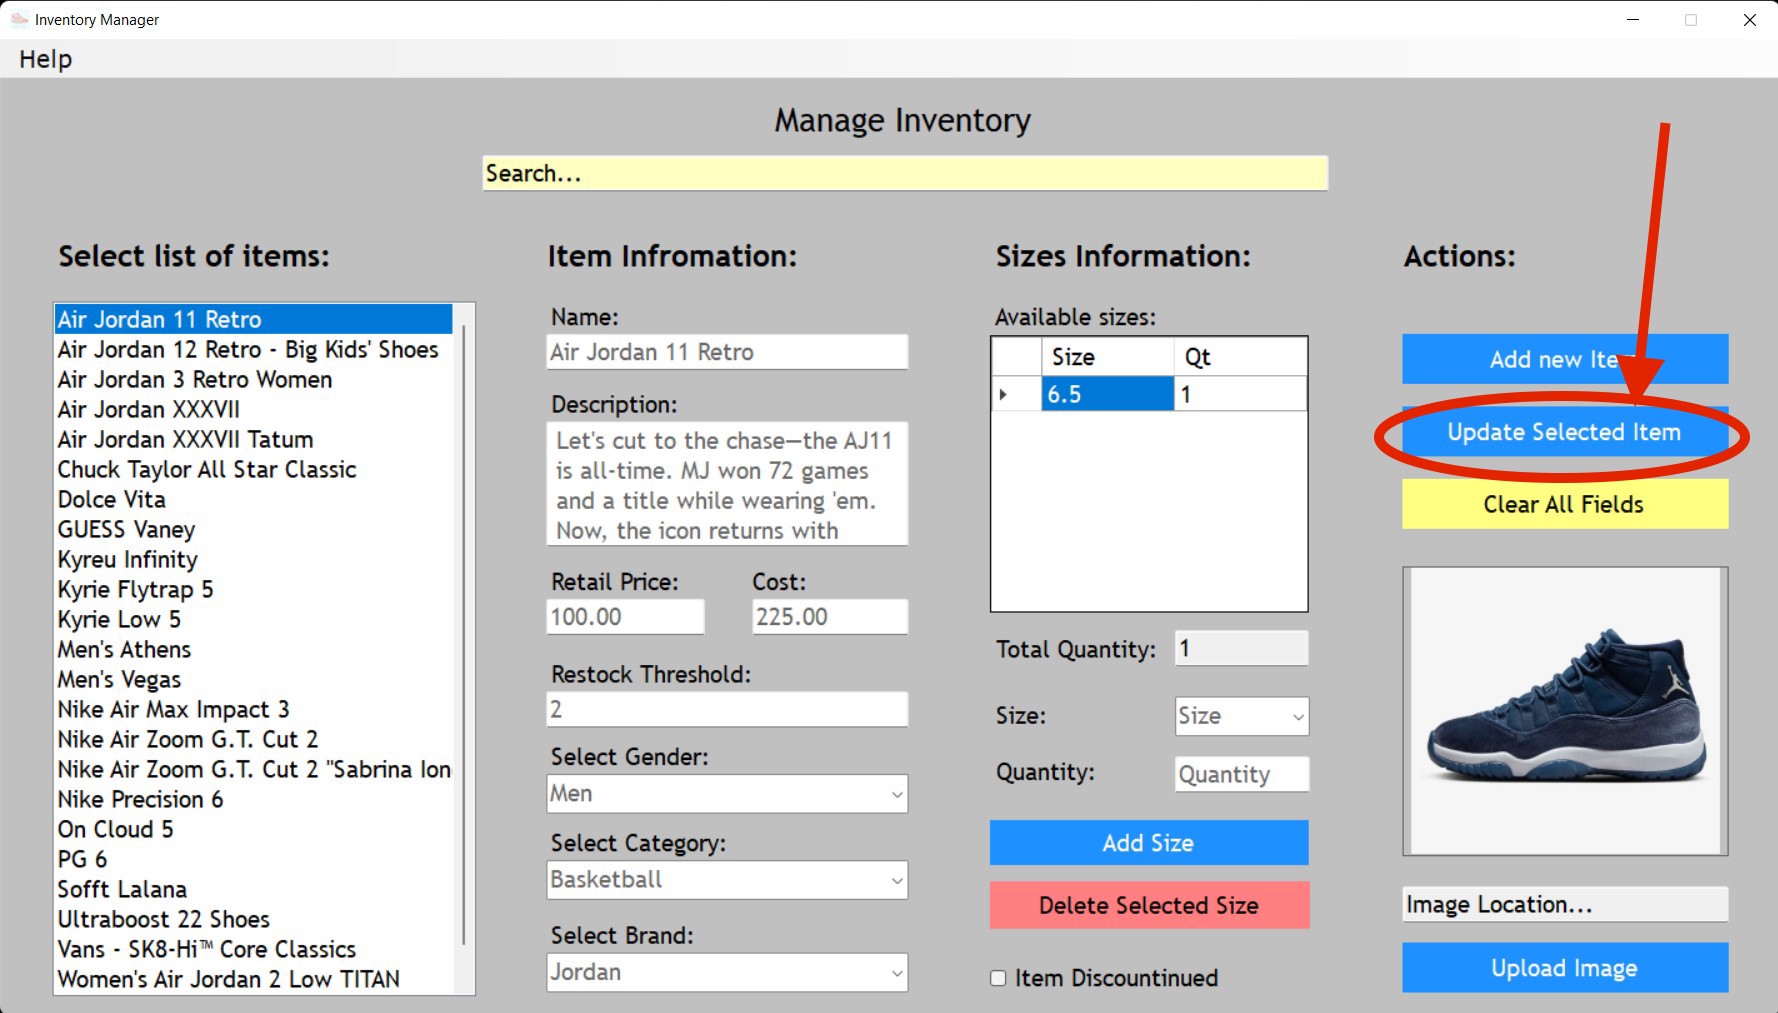 Inventory Manager
Help
Manage Inventory
Search...
Select list of items:
Air Jordan 11 Retro
Air Jordan 12 Retro - Big Kids' Shoes
Air Jordan 3 Retro Women
Air Jordan XXXVII
Air Jordan XXXVII Tatum
Chuck Taylor All Star Classic
Dolce Vita
GUESS Vaney
Kyreu Infinity
Kyrie Flytrap 5
Kyrie Low 5
Men's Athens
Men's Vegas
Nike Air Max Impact 3
Nike Air Zoom G.T. Cut 2
Nike Air Zoom G.T. Cut 2 "Sabrina Ion
Nike Precision 6
On Cloud 5
PG 6
Sofft Lalana
Ultraboost 22 Shoes
Vans - SK8-Hi™ Core Classics
Women's Air Jordan 2 Low TITAN
Item Infromation:
Name:
Air Jordan 11 Retro
Description:
Let's cut to the chase—the AJ11
is all-time. MJ won 72 games
and a title while wearing 'em.
Now, the icon returns with
Retail Price: Cost:
100.00 225.00
Restock Threshold:
2
Select Gender:
Men
Select Category:
Basketball
Select Brand:
Jordan
Sizes Information:
Available sizes:
Size Qt
6.5 1
Total Quantity: 1
Size: Size
Quantity: Quantity
Add Size
Delete Selected Size
Item Discountinued
Actions:
Add new Item
Update Selected Item
Clear All Fields
Image Location...
Upload Image